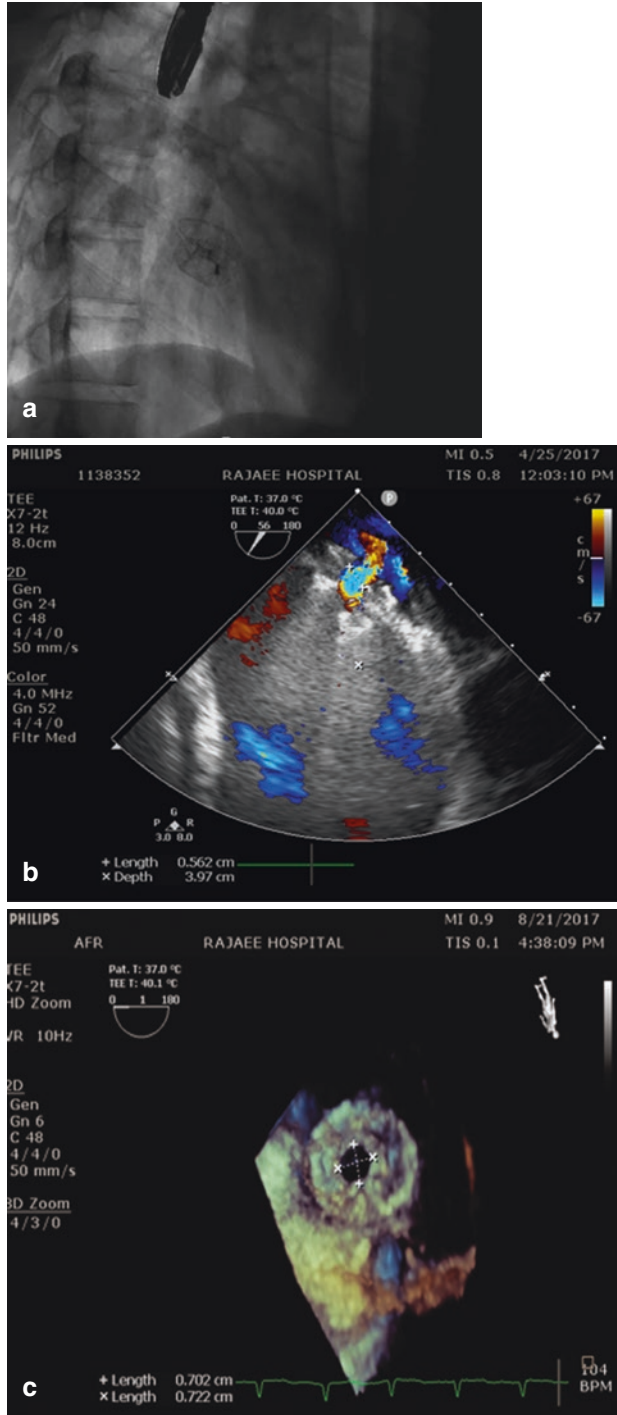 a
PHILIPS
MI 0.5 4/25/2017
1138352 RAJAEE HOSPITAL TIS 0.8 12:03:10 PM
TEE
X7-2t
12 Hz
8.0cm
2D
Gen
Gn 24
C 48
4/4/0
50 mm/s
Color
4.0 MHz
Gn 52
4/4/0
Fltr Med
Pat. T: 37.0 °C
TEE T: 40.0 °C
0 56 180
P
+67
c
m
/
s
-67
G
P R
3.0 8.0
+ Length 0.562 cm
× Depth 3.97 cm
b
PHILIPS
MI 0.9 8/21/2017
AFR RAJAEE HOSPITAL TIS 0.1 4:38:09 PM
TEE
X7-2t
HD Zoom
VR 10Hz
2D
Gen
Gn 6
C 48
4/4/0
50 mm/s
3D Zoom
4/3/0
Pat. T: 37.0 °C
TEE T: 40.1 °C
0 1 180
+ Length 0.702 cm
× Length 0.722 cm
104
BPM
c